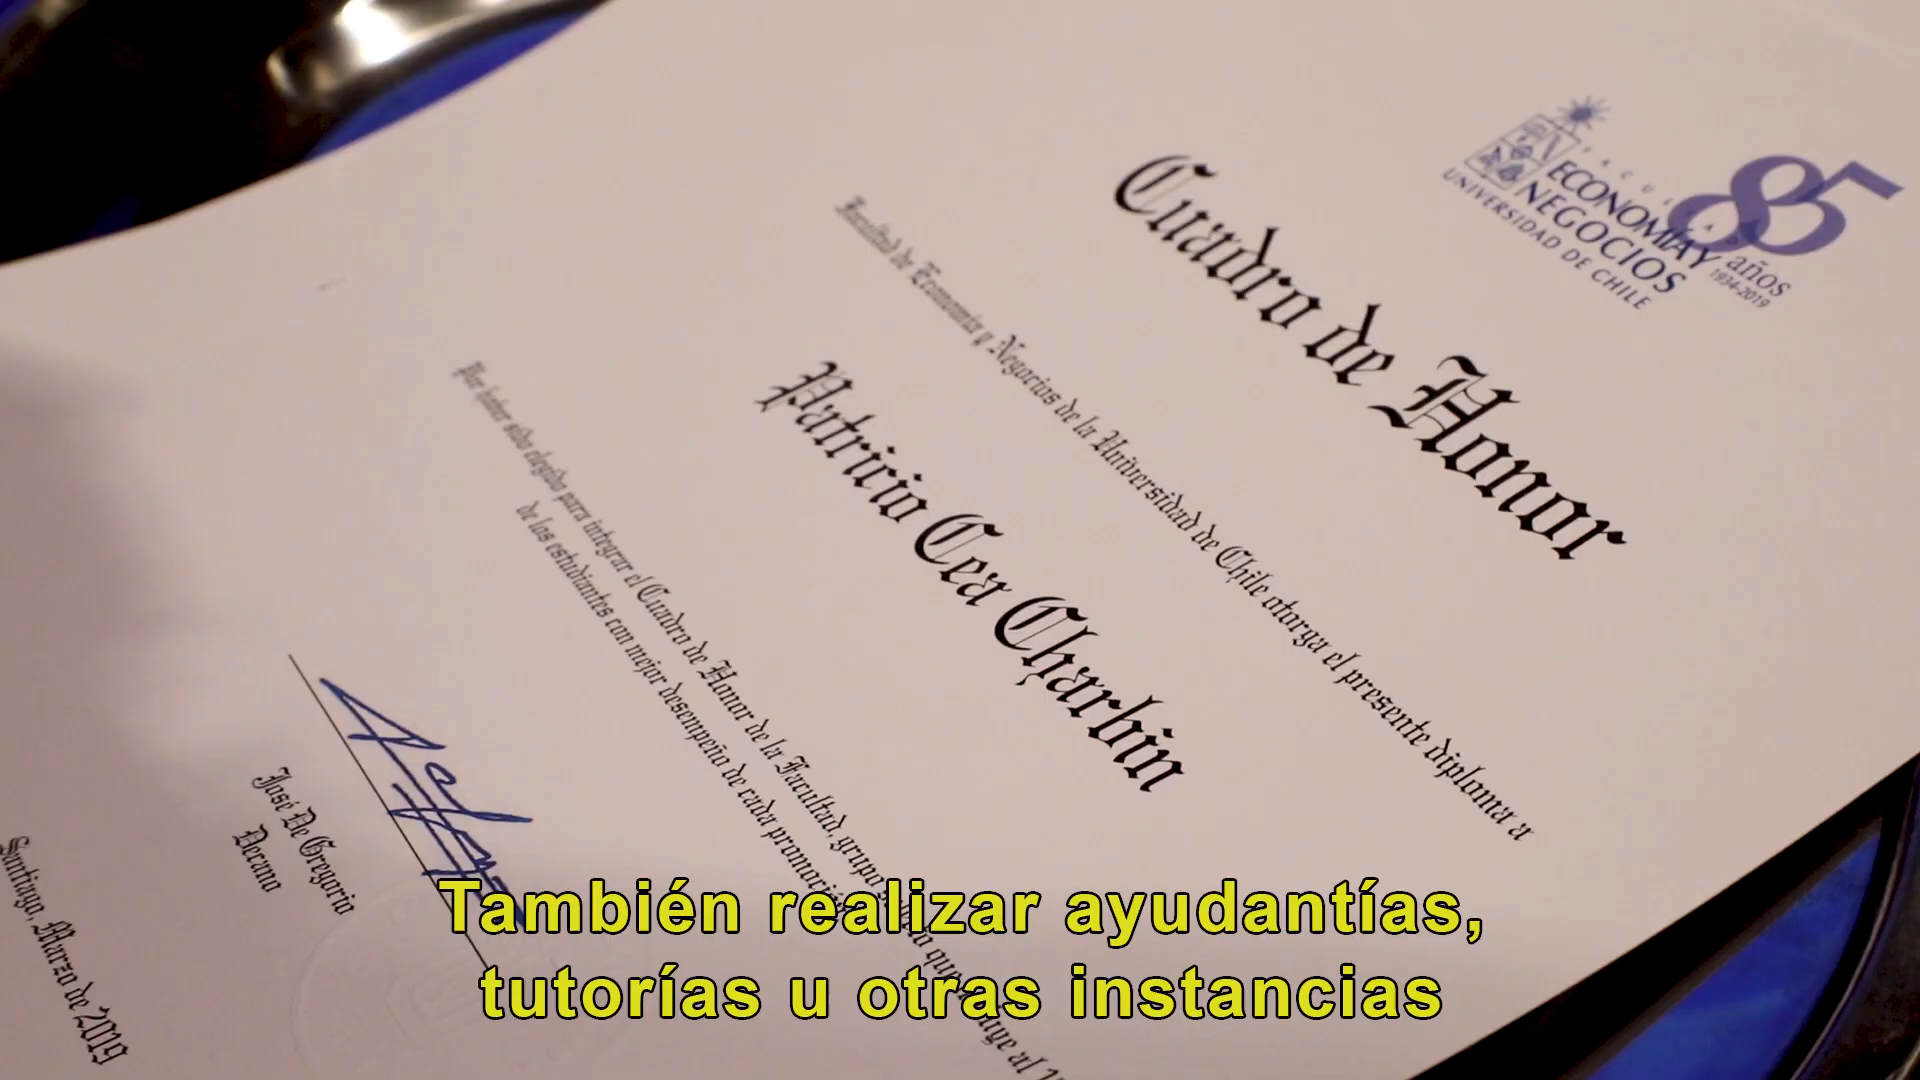 FACULTAD
ECONOMÍA Y
NEGOCIOS
UNIVERSIDAD DE CHILE
85
años
1934-2019
Cuadro de Honor
Facultad de Economía y Negocios de la Universidad de Chile otorga el presente diploma a
Patricio Cea Charlin
Por haber sido elegido para integrar el Cuadro de Honor de la Facultad, grupo selecto que
de los estudiantes con mejor desempeño de cada promoción
José De Gregorio
Decano
Santiago, Marzo de 2019
También realizar ayudantías,
tutorías u otras instancias